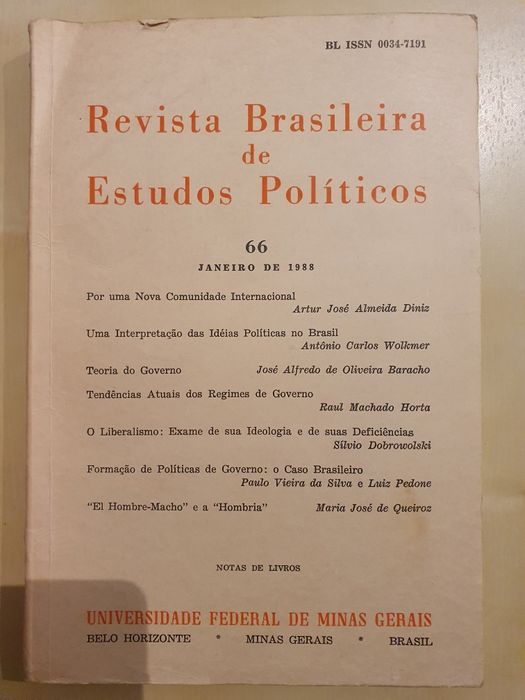 BL ISSN 0034-7191
Revista Brasileira
de
Estudos Políticos
66
JANEIRO DE 1988
Por uma Nova Comunidade Internacional
Artur José Almeida Diniz
Uma Interpretação das Idéias Políticas no Brasil
Antônio Carlos Wolkmer
Teoria do Governo José Alfredo de Oliveira Baracho
Tendências Atuais dos Regimes de Governo
Raul Machado Horta
O Liberalismo: Exame de sua Ideologia e de suas Deficiências
Sílvio Dobrowolski
Formação de Políticas de Governo: o Caso Brasileiro
Paulo Vieira da Silva e Luiz Pedone
"El Hombre-Macho" e a "Hombria" Maria José de Queiroz
NOTAS DE LIVROS
UNIVERSIDADE FEDERAL DE MINAS GERAIS
BELO HORIZONTE * MINAS GERAIS * BRASIL